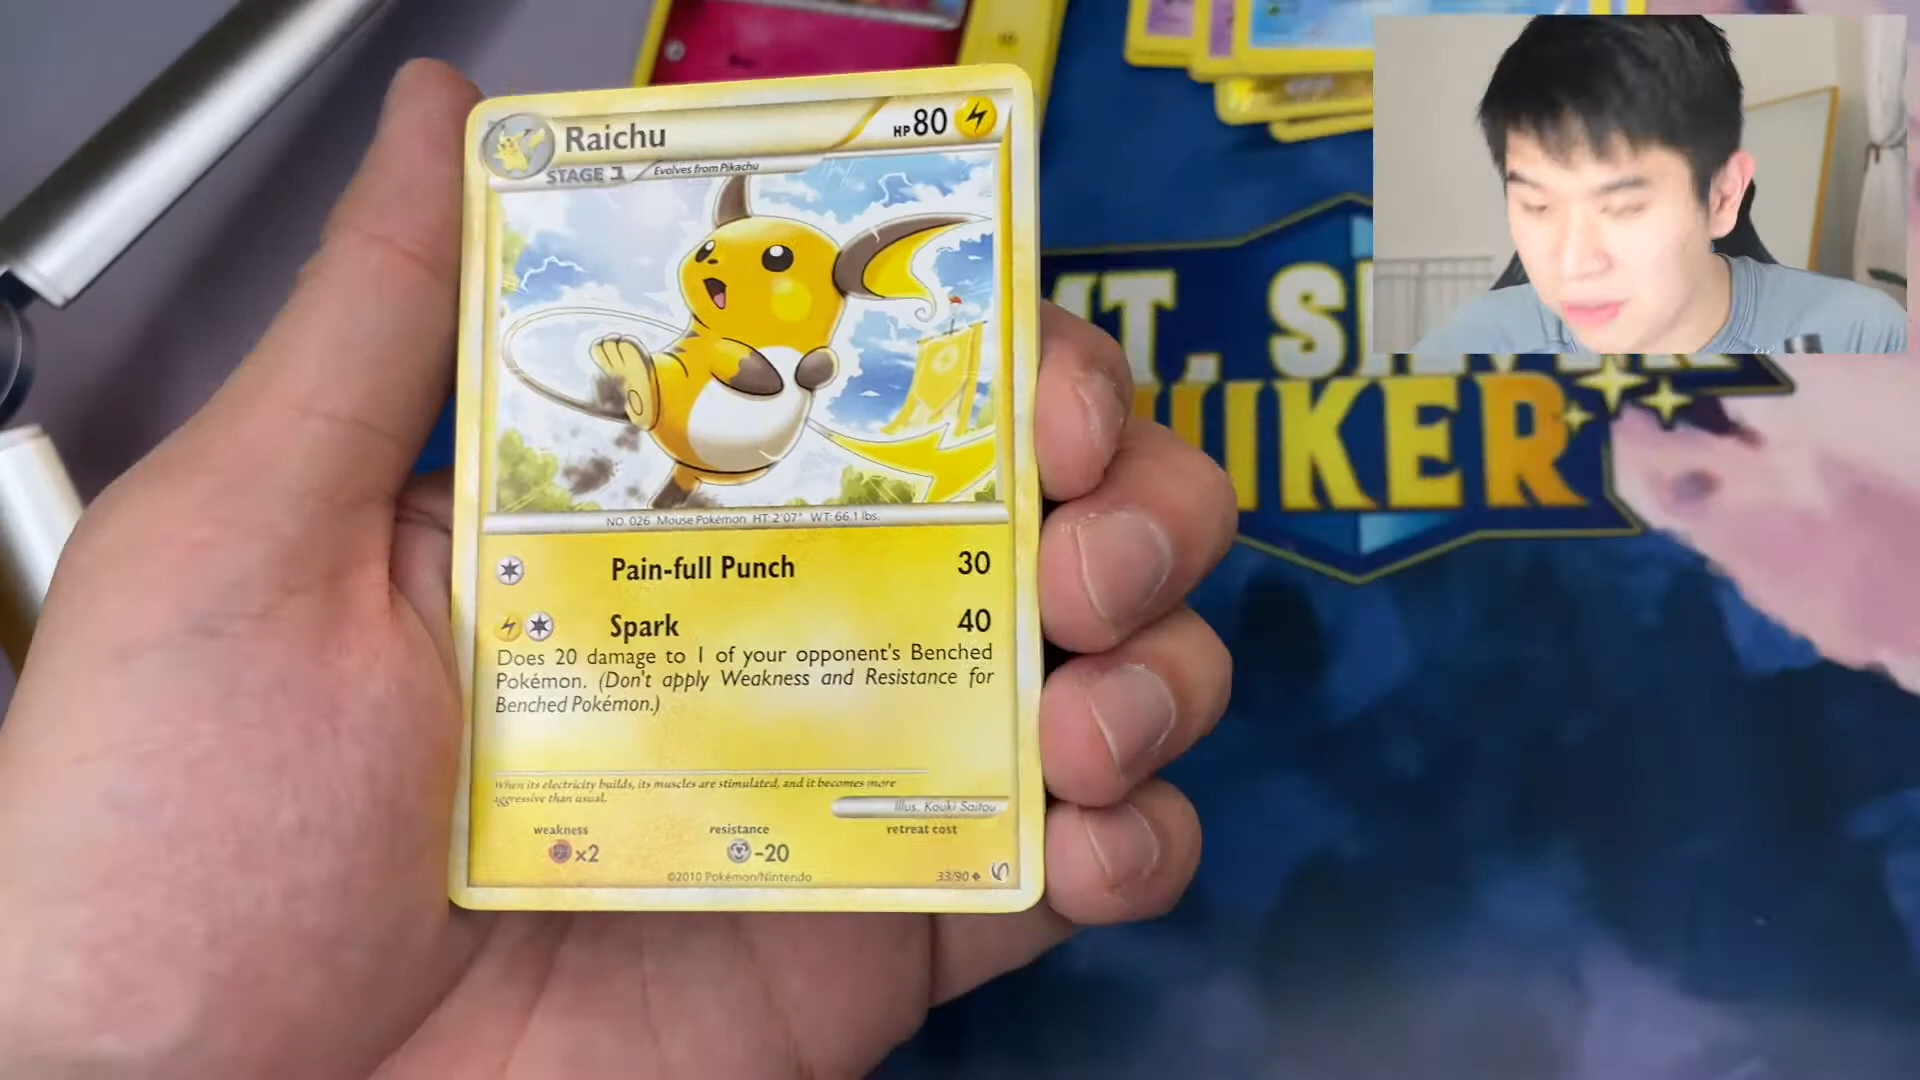 Raichu
HP 80
STAGE 1
Evolves from Pikachu
NO. 026 Mouse Pokémon HT: 2'07" WT: 66.1 lbs.
Pain-full Punch 30
Spark 40
Does 20 damage to 1 of your opponent's Benched
Pokémon. (Don't apply Weakness and Resistance for
Benched Pokémon.)
When its electricity builds, its muscles are stimulated, and it becomes more
aggressive than usual.
Illus. Kouki Saitou
weakness resistance retreat cost
x2 -20
©2010 Pokémon/Nintendo 33/90